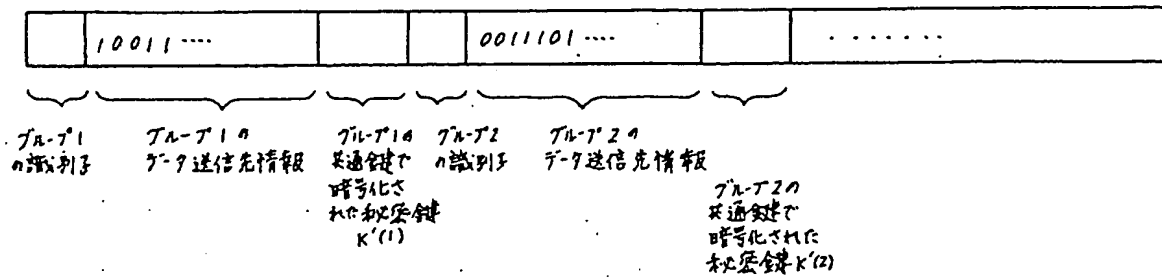 10011 ····
0011101 ····
· · · · · · ·
グループ1
の識別子
グループ1の
データ送信先情報
グループ1の
共通鍵で
暗号化さ
れた秘密鍵
K'(1)
グループ2
の識別子
グループ2の
データ送信先情報
グループ2の
共通鍵で
暗号化された
秘密鍵K'(2)